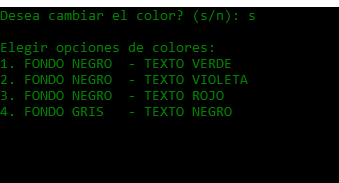 Desea cambiar el color? (s/n): s
Elegir opciones de colores:
1. FONDO NEGRO  - TEXTO VERDE
2. FONDO NEGRO  - TEXTO VIOLETA
3. FONDO NEGRO  - TEXTO ROJO
4. FONDO GRIS   - TEXTO NEGRO